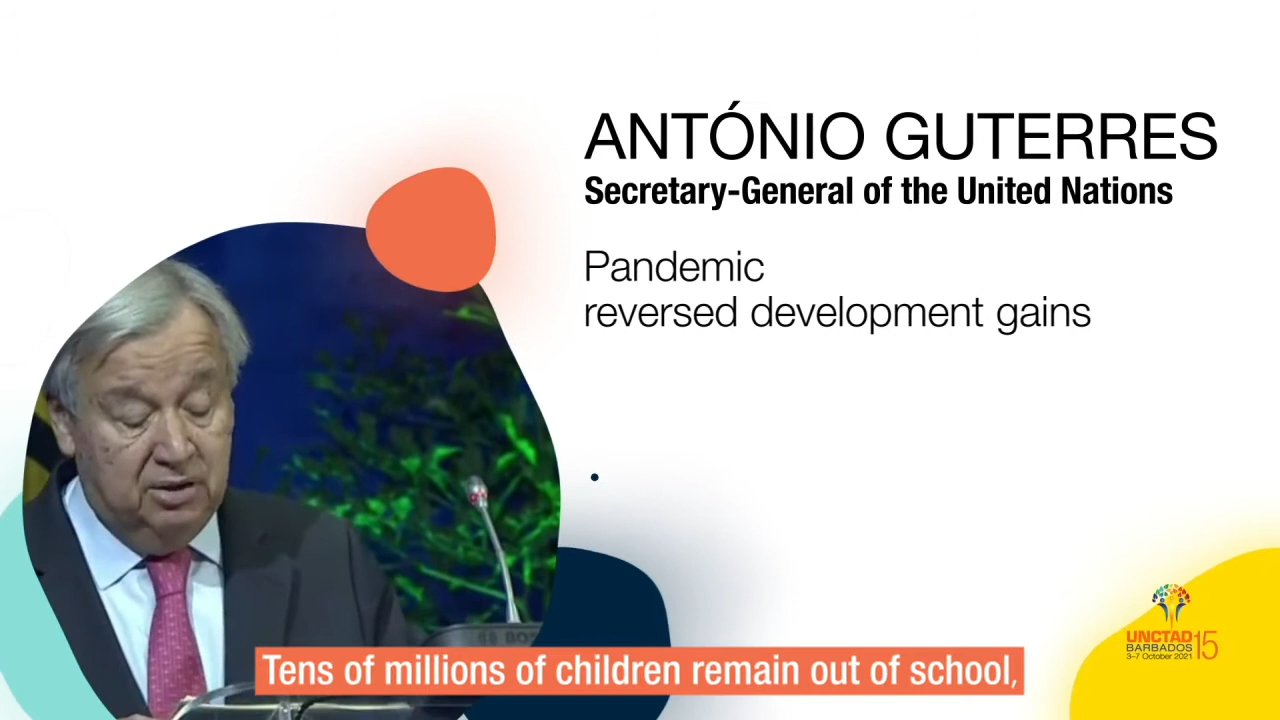 ANTÓNIO GUTERRES
Secretary-General of the United Nations
Pandemic
reversed development gains
Tens of millions of children remain out of school,
UNCTAD 15
BARBADOS
3–7 October 2021